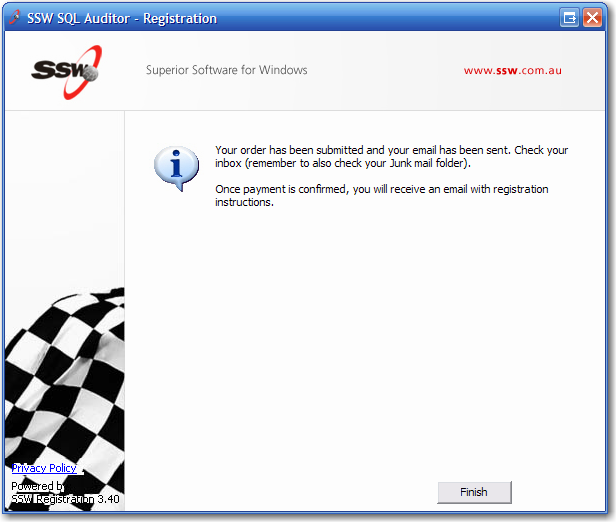 SSW SQL Auditor - Registration
SSW
Superior Software for Windows
www.ssw.com.au
Your order has been submitted and your email has been sent. Check your
inbox (remember to also check your Junk mail folder).
Once payment is confirmed, you will receive an email with registration
instructions.
Privacy Policy
Powered by
SSW Registration 3.40
Finish